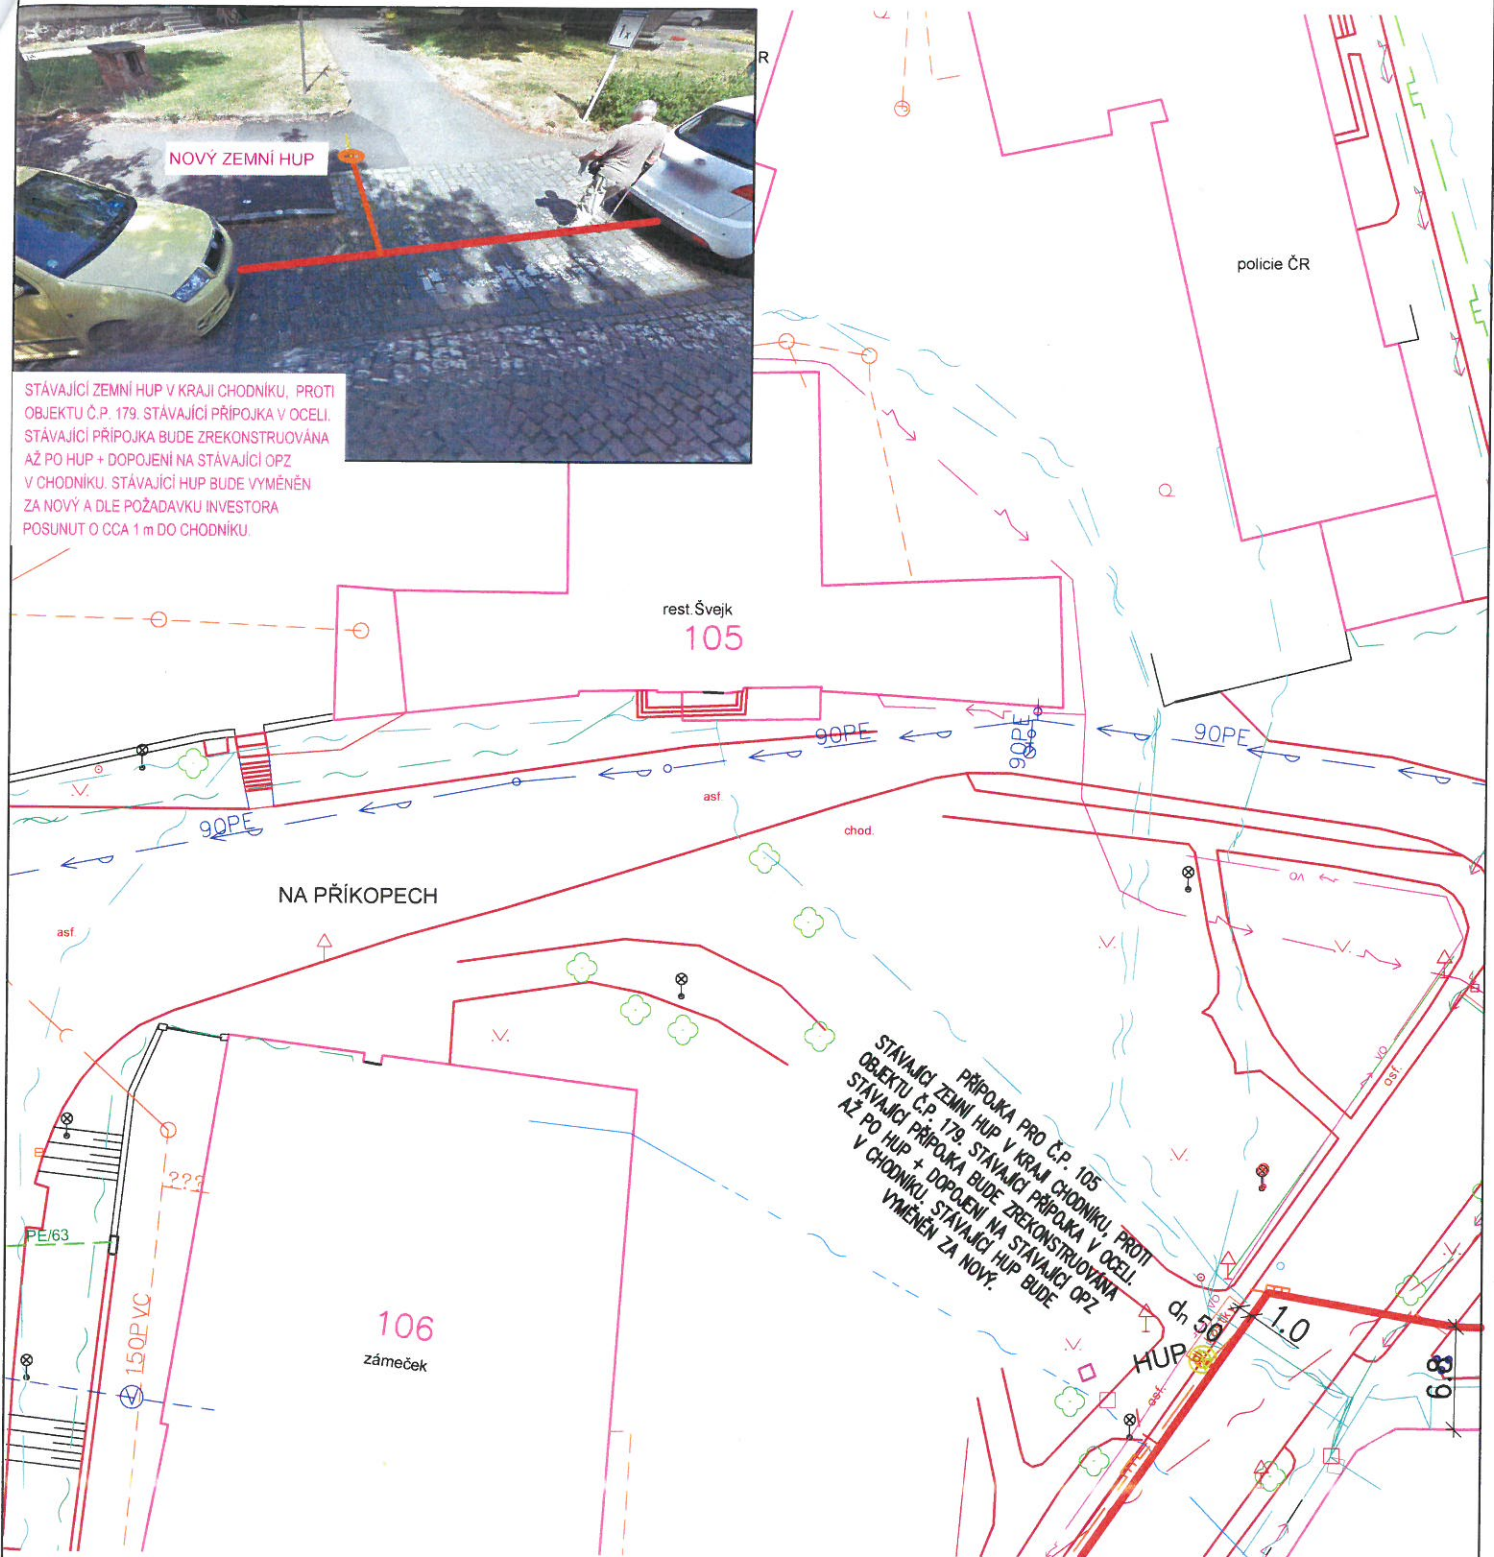 R
NOVÝ ZEMNÍ HUP
STÁVAJÍCÍ ZEMNÍ HUP V KRAJI CHODNÍKU, PROTI
OBJEKTU Č.P. 179. STÁVAJÍCÍ PŘÍPOJKA V OCELI.
STÁVAJÍCÍ PŘÍPOJKA BUDE ZREKONSTRUOVÁNA
AŽ PO HUP + DOPOJENÍ NA STÁVAJÍCÍ OPZ
V CHODNÍKU. STÁVAJÍCÍ HUP BUDE VYMĚNĚN
ZA NOVÝ A DLE POŽADAVKU INVESTORA
POSUNUT O CCA 1 m DO CHODNÍKU.
policie ČR
rest.Švejk
105
90PE
90PE
90PE
90PE
asf.
chod.
NA PŘÍKOPECH
asf.
.V.
.V.
.V.
.V.
VO
VO
asf.
PŘÍPOJKA PRO Č.P. 105
STÁVAJÍCÍ ZEMNÍ HUP V KRAJI CHODNÍKU, PROTI
OBJEKTU Č.P. 179. STÁVAJÍCÍ PŘÍPOJKA V OCELI.
STÁVAJÍCÍ PŘÍPOJKA BUDE ZREKONSTRUOVÁNA
AŽ PO HUP + DOPOJENÍ NA STÁVAJÍCÍ OPZ
V CHODNÍKU. STÁVAJÍCÍ HUP BUDE
VYMĚNĚN ZA NOVÝ.
.V.
???
PE/63
150PVC
106
zámeček
dn 50
1.0
HUP
VO
.V.
.V.
asf.
6.8